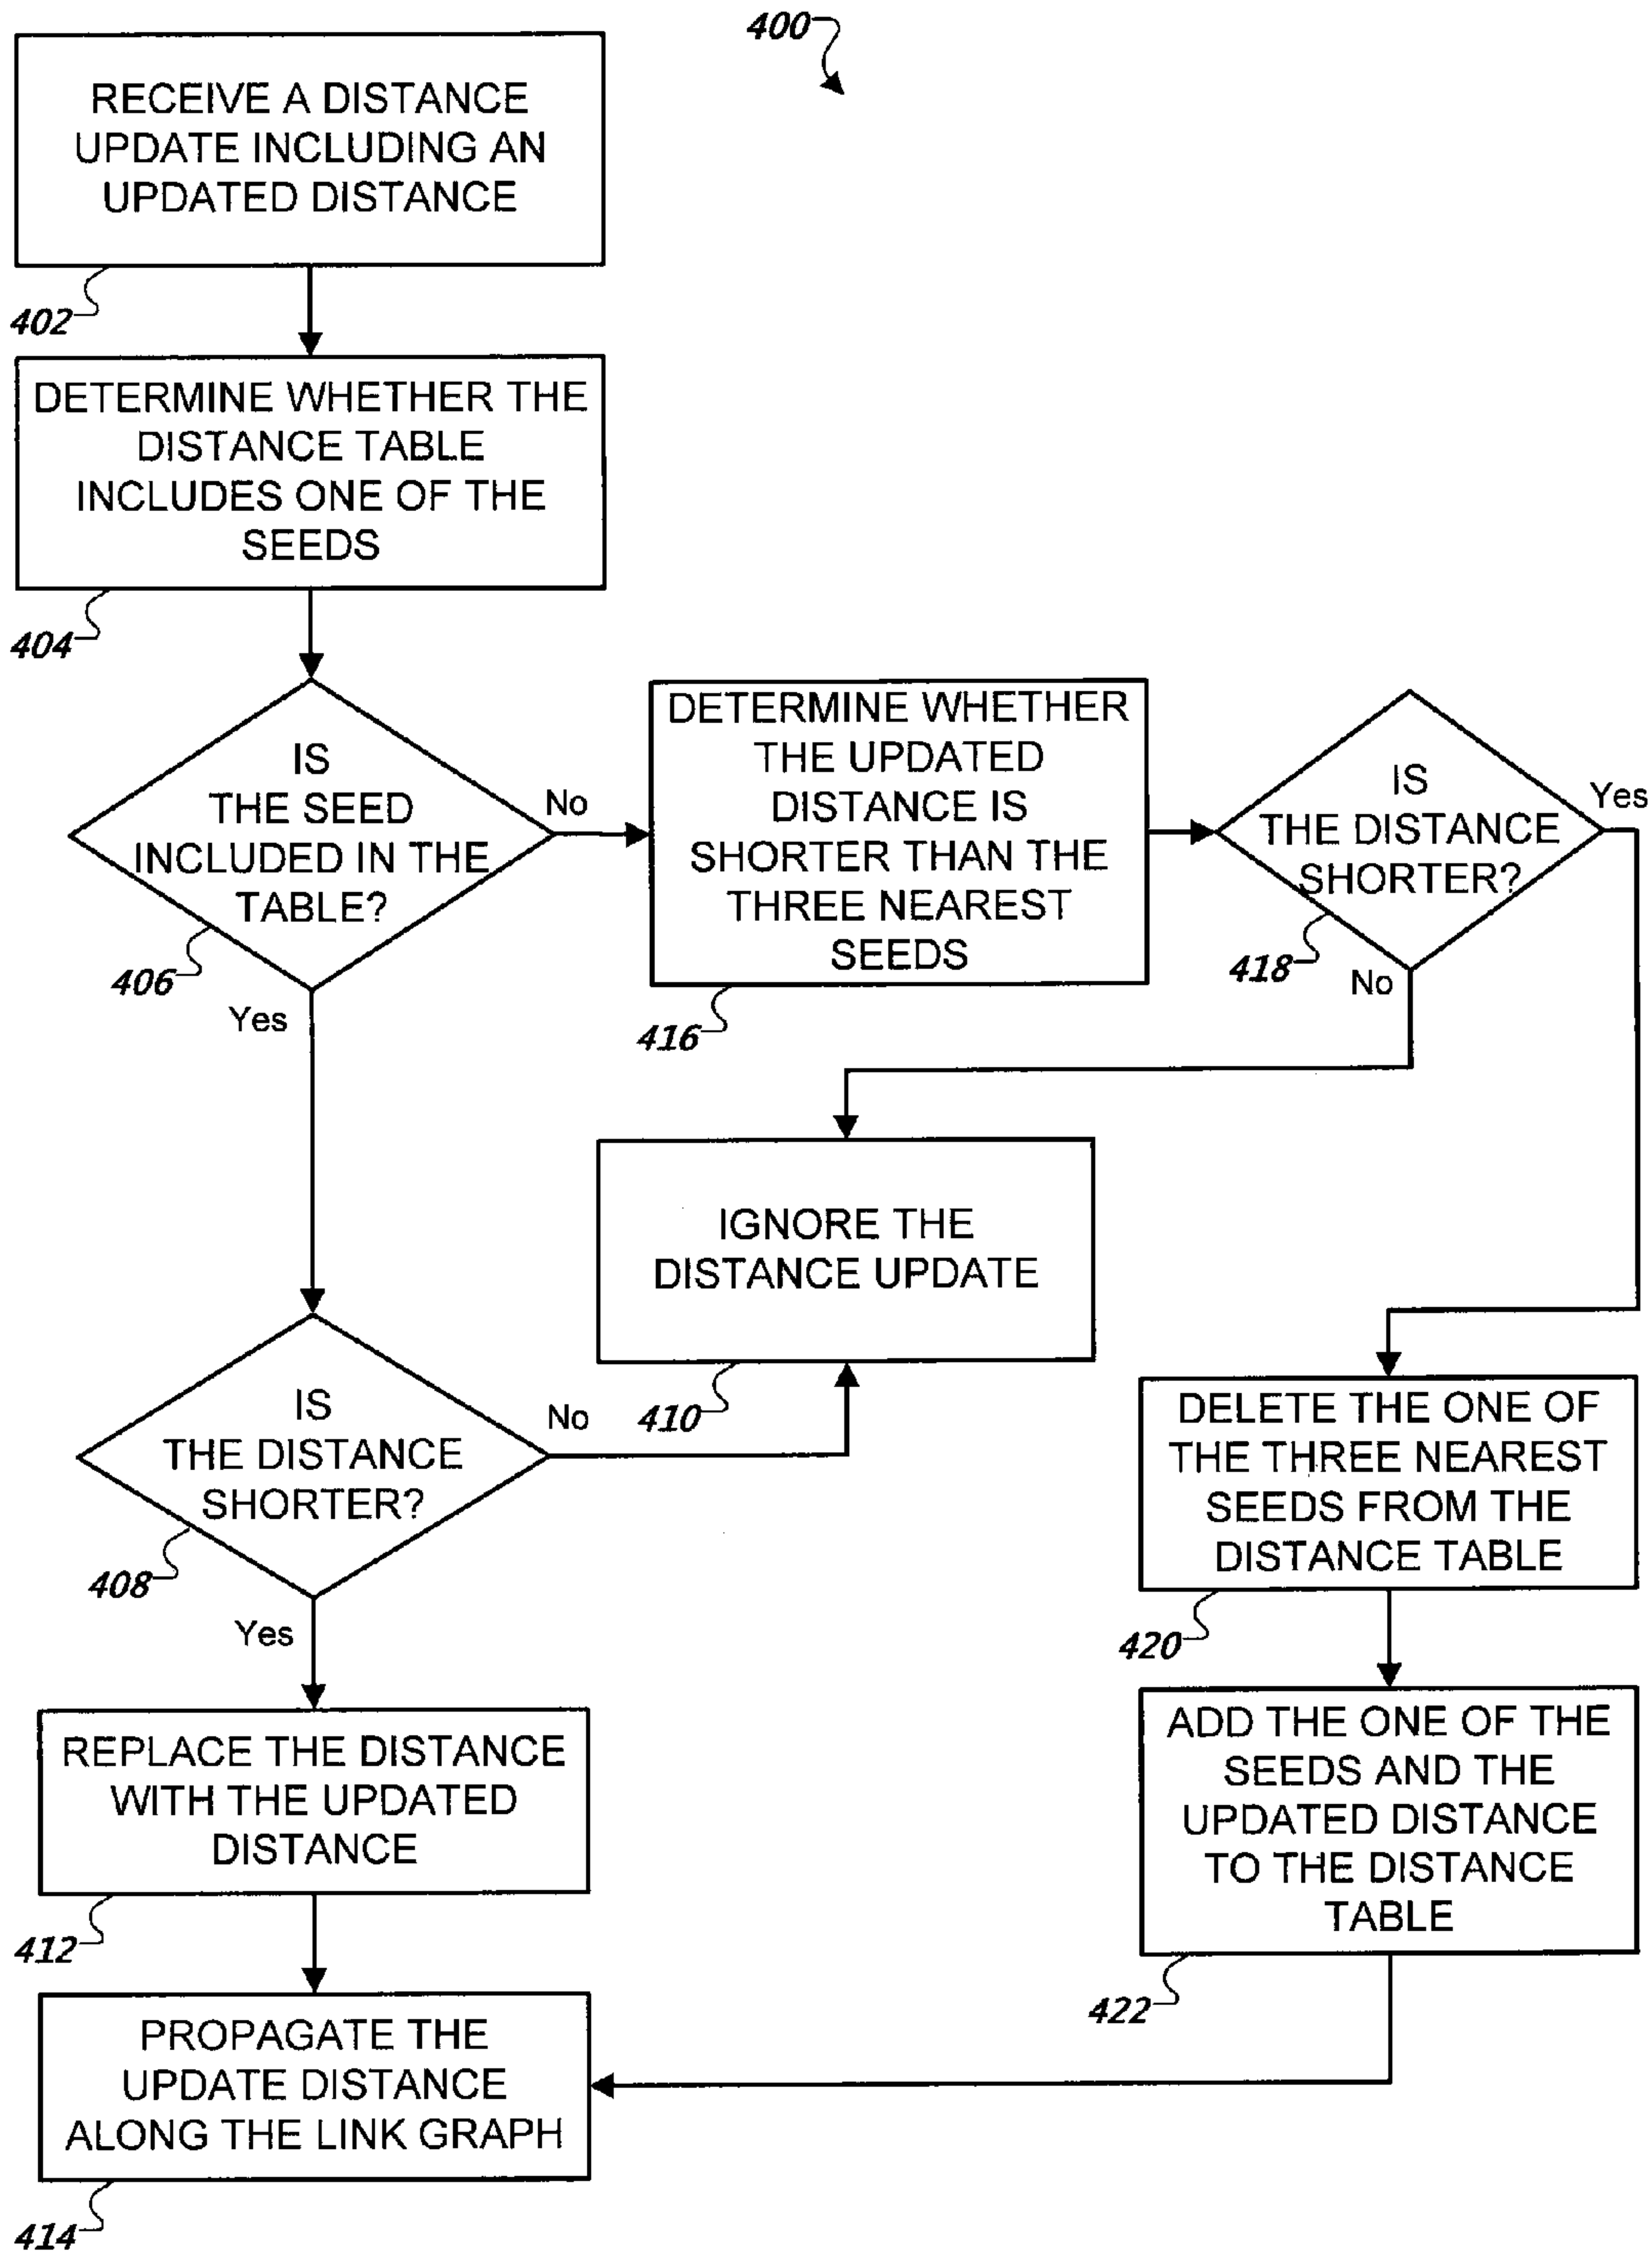 400
RECEIVE A DISTANCE
UPDATE INCLUDING AN
UPDATED DISTANCE
402
DETERMINE WHETHER THE
DISTANCE TABLE
INCLUDES ONE OF THE
SEEDS
404
IS
THE SEED
INCLUDED IN THE
TABLE?
406
No
Yes
DETERMINE WHETHER
THE UPDATED
DISTANCE IS
SHORTER THAN THE
THREE NEAREST
SEEDS
416
IS
THE DISTANCE
SHORTER?
418
Yes
No
IGNORE THE
DISTANCE UPDATE
410
IS
THE DISTANCE
SHORTER?
408
No
Yes
DELETE THE ONE OF
THE THREE NEAREST
SEEDS FROM THE
DISTANCE TABLE
420
REPLACE THE DISTANCE
WITH THE UPDATED
DISTANCE
412
ADD THE ONE OF THE
SEEDS AND THE
UPDATED DISTANCE
TO THE DISTANCE
TABLE
422
PROPAGATE THE
UPDATE DISTANCE
ALONG THE LINK GRAPH
414